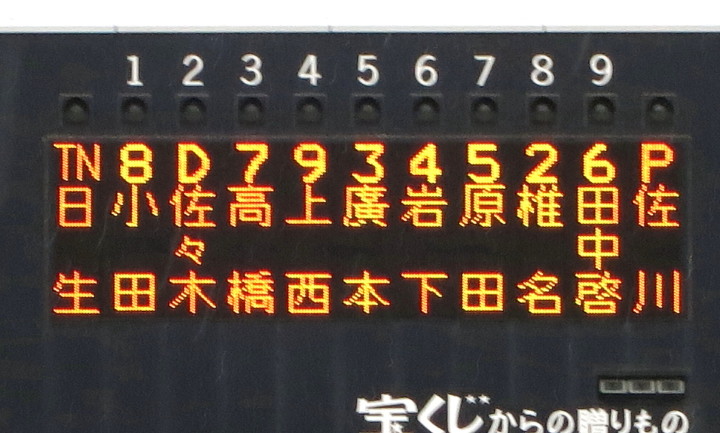 1 2 3 4 5 6 7 8 9
TN 8 D 7 9 3 4 5 2 6 P
日生
小田
佐々木
高橋
上西
廣本
岩下
原田
椎名
田中啓
佐川
宝くじからの贈りもの